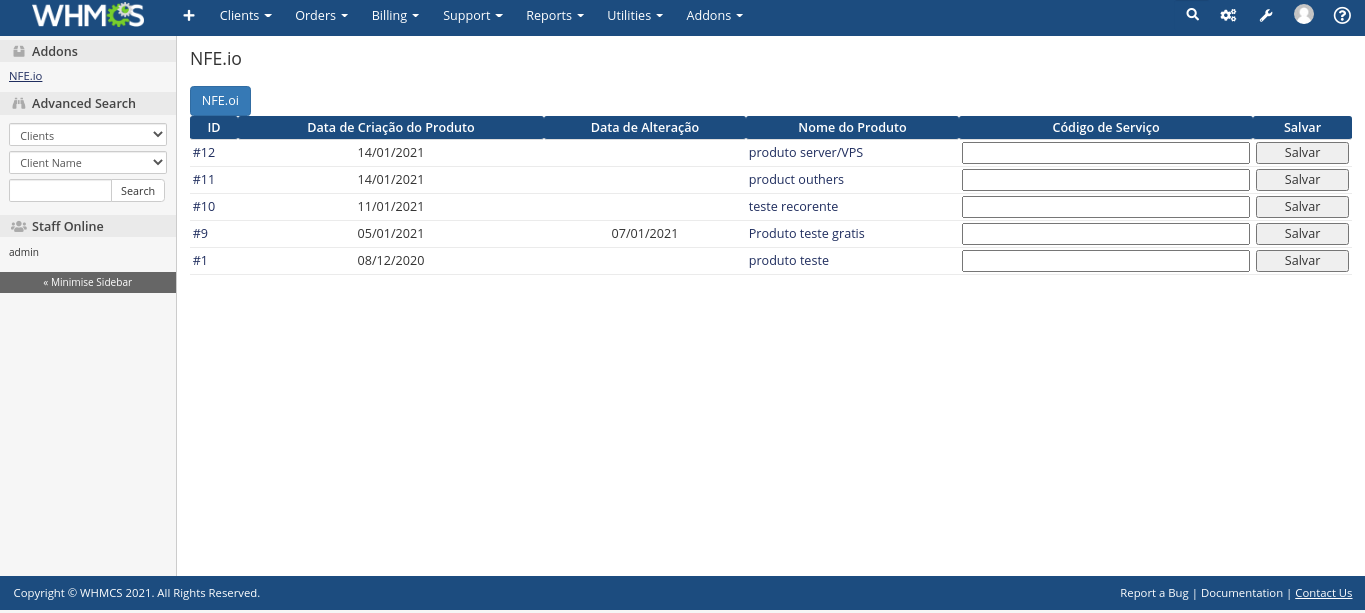 WHMCS Clients Orders Billing Support Reports Utilities Addons
Addons
NFE.io
Advanced Search
Clients
Client Name
Search
Staff Online
admin
« Minimise Sidebar
NFE.io
NFE.oi
ID Data de Criação do Produto Data de Alteração Nome do Produto Código de Serviço Salvar
#12 14/01/2021 produto server/VPS Salvar
#11 14/01/2021 product outhers Salvar
#10 11/01/2021 teste recorente Salvar
#9 05/01/2021 07/01/2021 Produto teste gratis Salvar
#1 08/12/2020 produto teste Salvar
Copyright © WHMCS 2021. All Rights Reserved. Report a Bug | Documentation | Contact Us